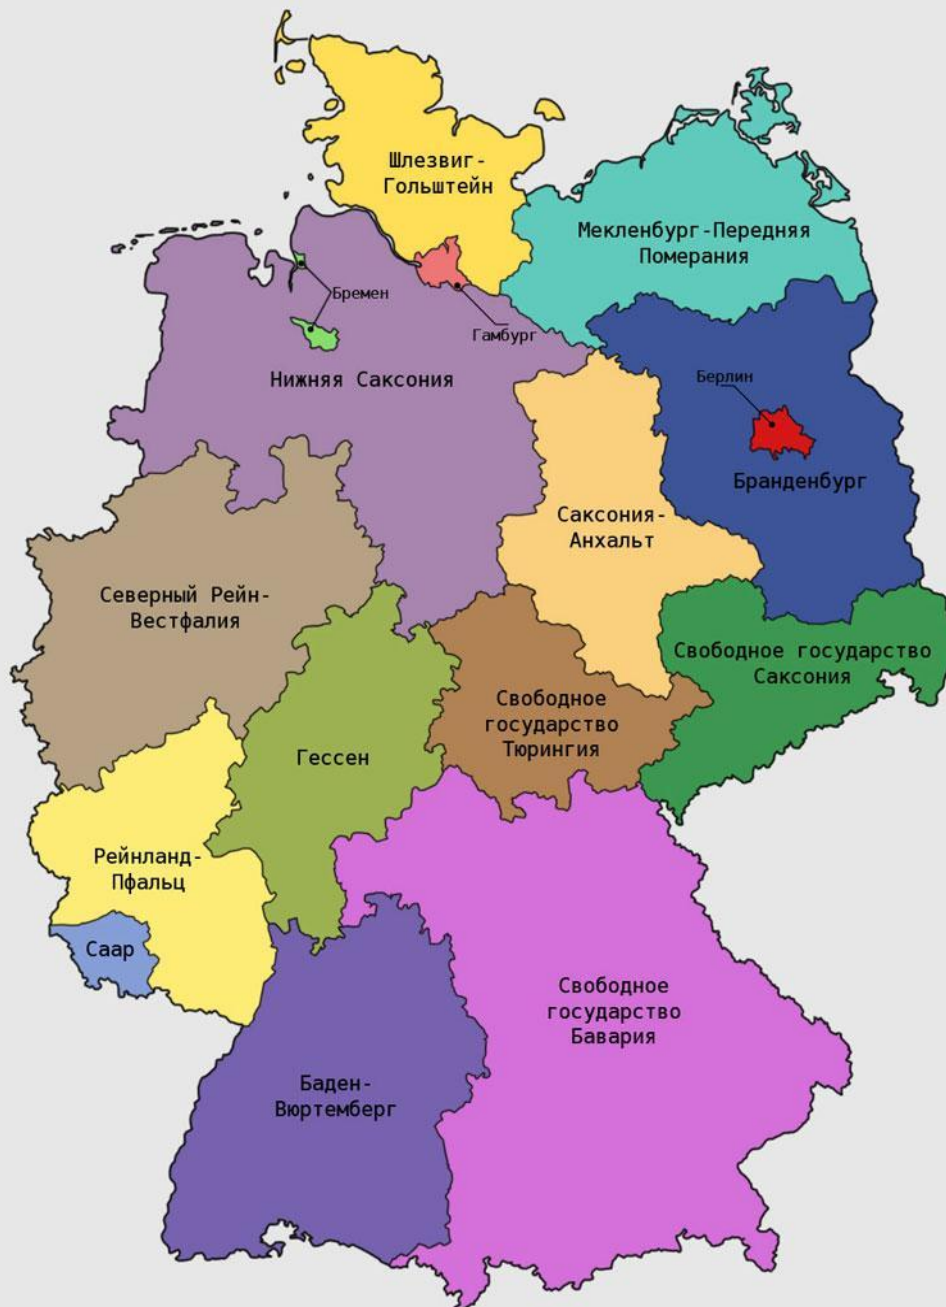 Шлезвиг-
Гольштейн
Мекленбург-Передняя
Померания
Бремен
Гамбург
Нижняя Саксония
Берлин
Бранденбург
Саксония-
Анхальт
Северный Рейн-
Вестфалия
Свободное государство
Саксония
Свободное
государство
Тюрингия
Гессен
Рейнланд-
Пфальц
Саар
Свободное
государство
Бавария
Баден-
Вюртемберг